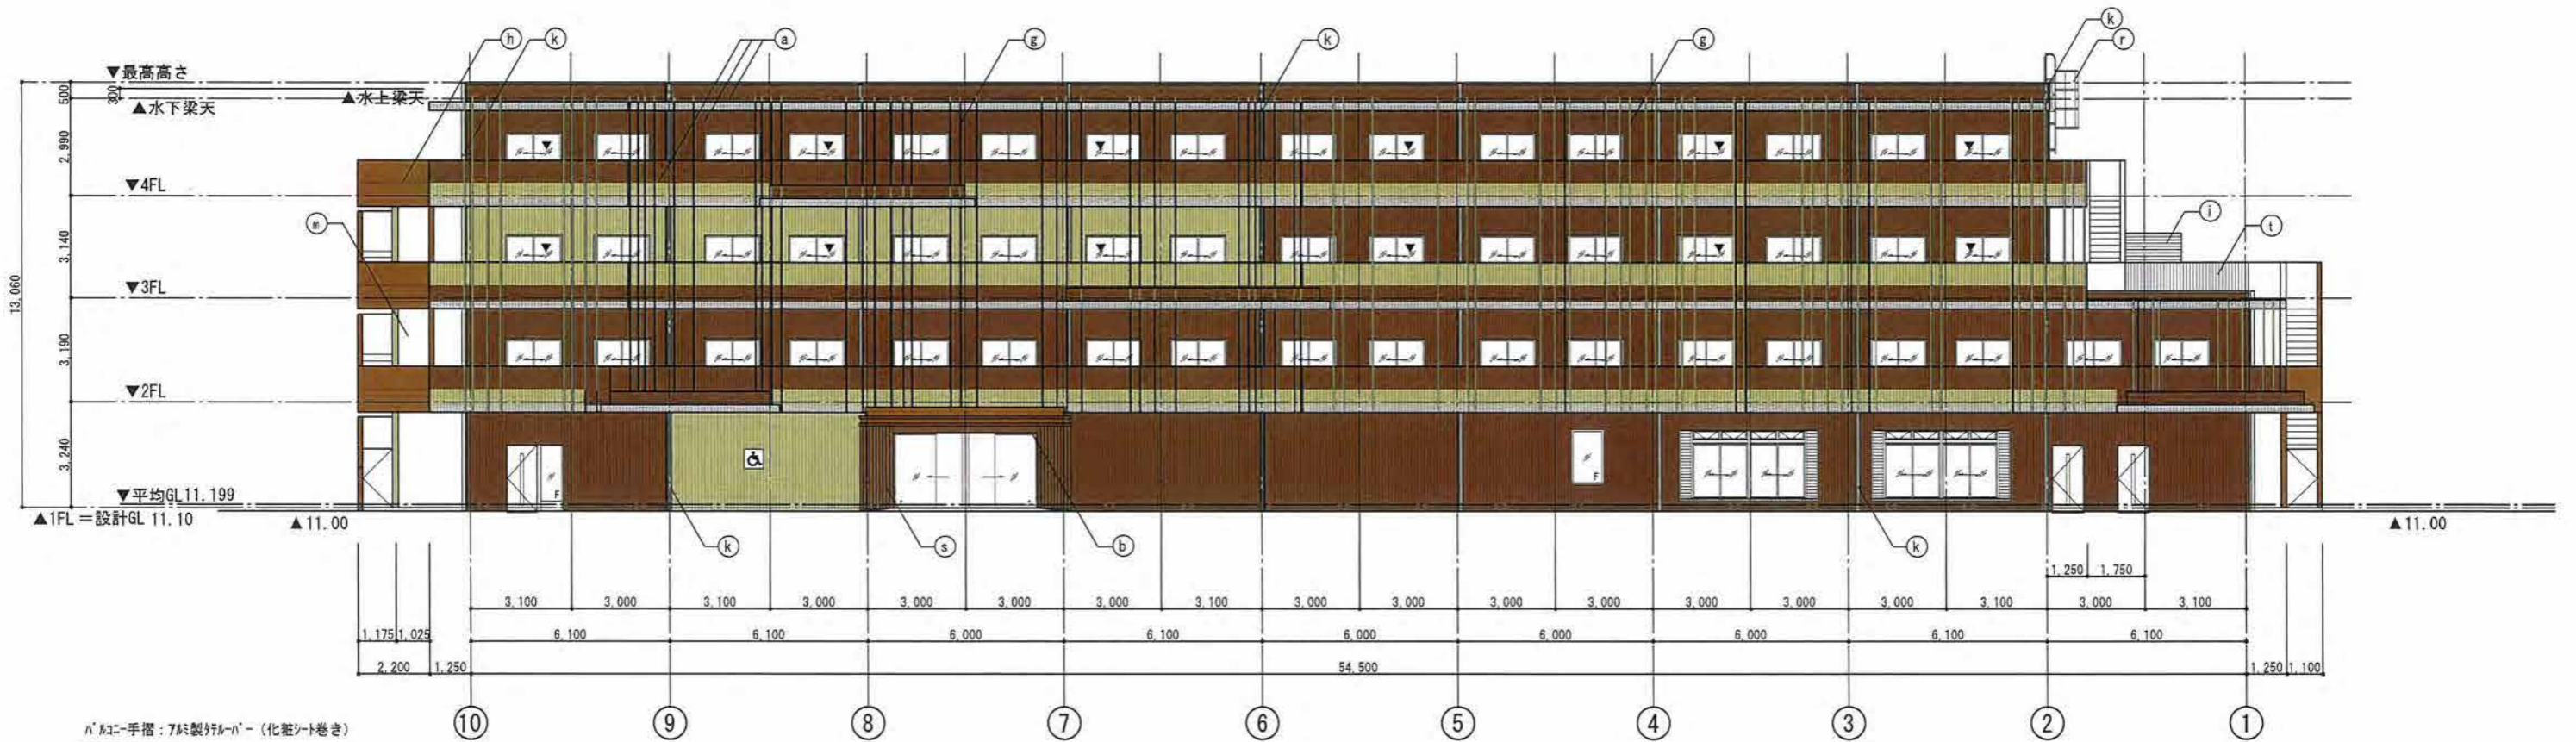 h k a g k g k r
▼最高高さ
500
300
▲水上梁天
▲水下梁天
2,990
▼4FL
m
j
t
3,140
13,060
▼3FL
3,190
▼2FL
3,240
F
F
▼平均GL11.199
▲1FL＝設計GL 11.10
▲11.00
▲11.00
k s b k
1,250 1,750
3,100 3,000 3,100 3,000 3,000 3,000 3,000 3,100 3,000 3,000 3,000 3,000 3,000 3,000 3,000 3,100 3,000 3,100
1,175 1,025 6,100 6,100 6,000 6,100 6,000 6,000 6,000 6,100 6,100
2,200 1,250 54,500 1,250 1,100
10 9 8 7 6 5 4 3 2 1
ﾊﾞﾙｺﾆｰ手摺：ｱﾙﾐ製ﾀﾃﾙｰﾊﾞｰ（化粧ｼｰﾄ巻き）